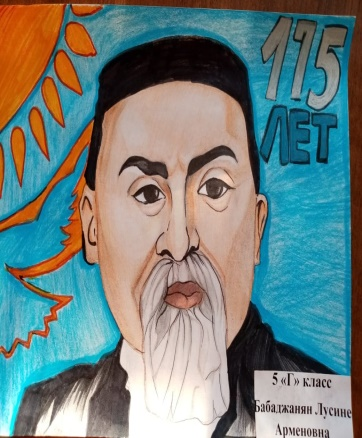 175
ЛЕТ
5 «Г» класс
Бабаджанян Лусине
Арменовна